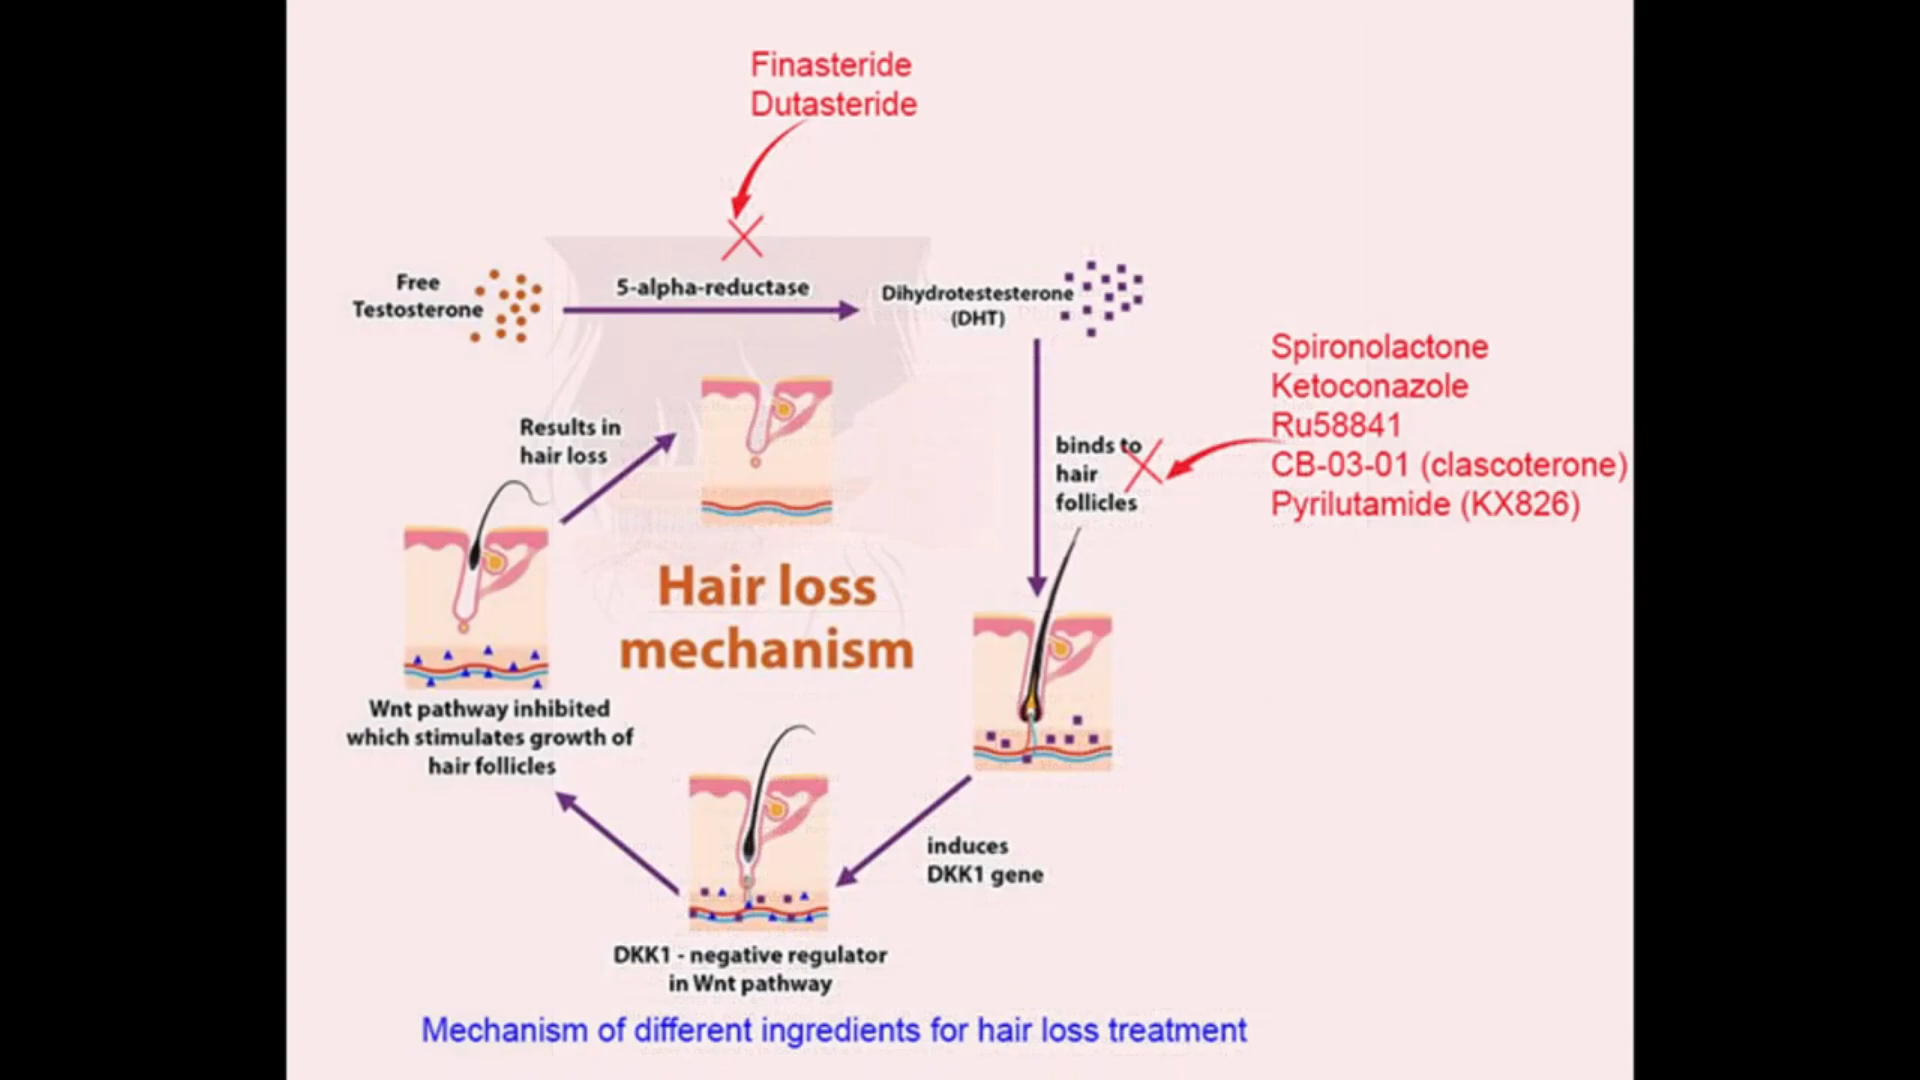 Finasteride
Dutasteride
Free
Testosterone
5-alpha-reductase
Dihydrotestesterone
(DHT)
Spironolactone
Ketoconazole
Ru58841
CB-03-01 (clascoterone)
Pyrilutamide (KX826)
binds to
hair
follicles
Results in
hair loss
Hair loss
mechanism
Wnt pathway inhibited
which stimulates growth of
hair follicles
induces
DKK1 gene
DKK1 - negative regulator
in Wnt pathway
Mechanism of different ingredients for hair loss treatment